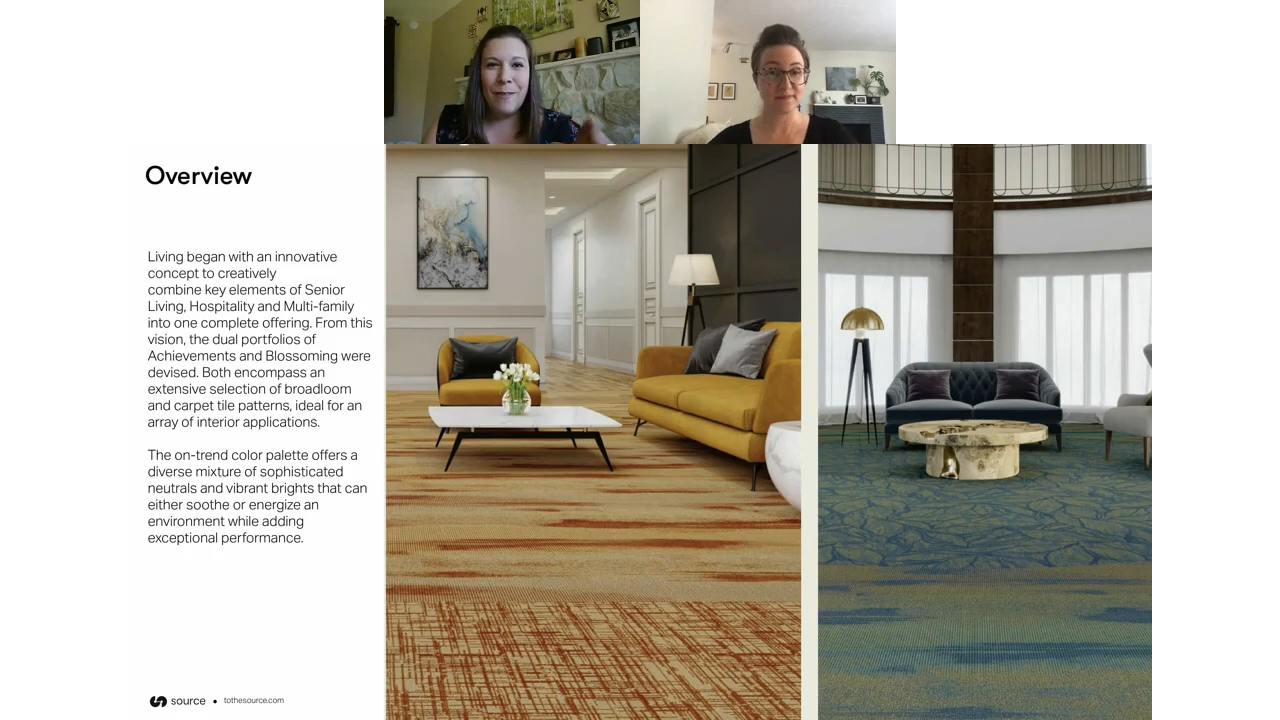 Overview
Living began with an innovative
concept to creatively
combine key elements of Senior
Living, Hospitality and Multi-family
into one complete offering. From this
vision, the dual portfolios of
Achievements and Blossoming were
devised. Both encompass an
extensive selection of broadloom
and carpet tile patterns, ideal for an
array of interior applications.
The on-trend color palette offers a
diverse mixture of sophisticated
neutrals and vibrant brights that can
either soothe or energize an
environment while adding
exceptional performance.
source • tothesource.com